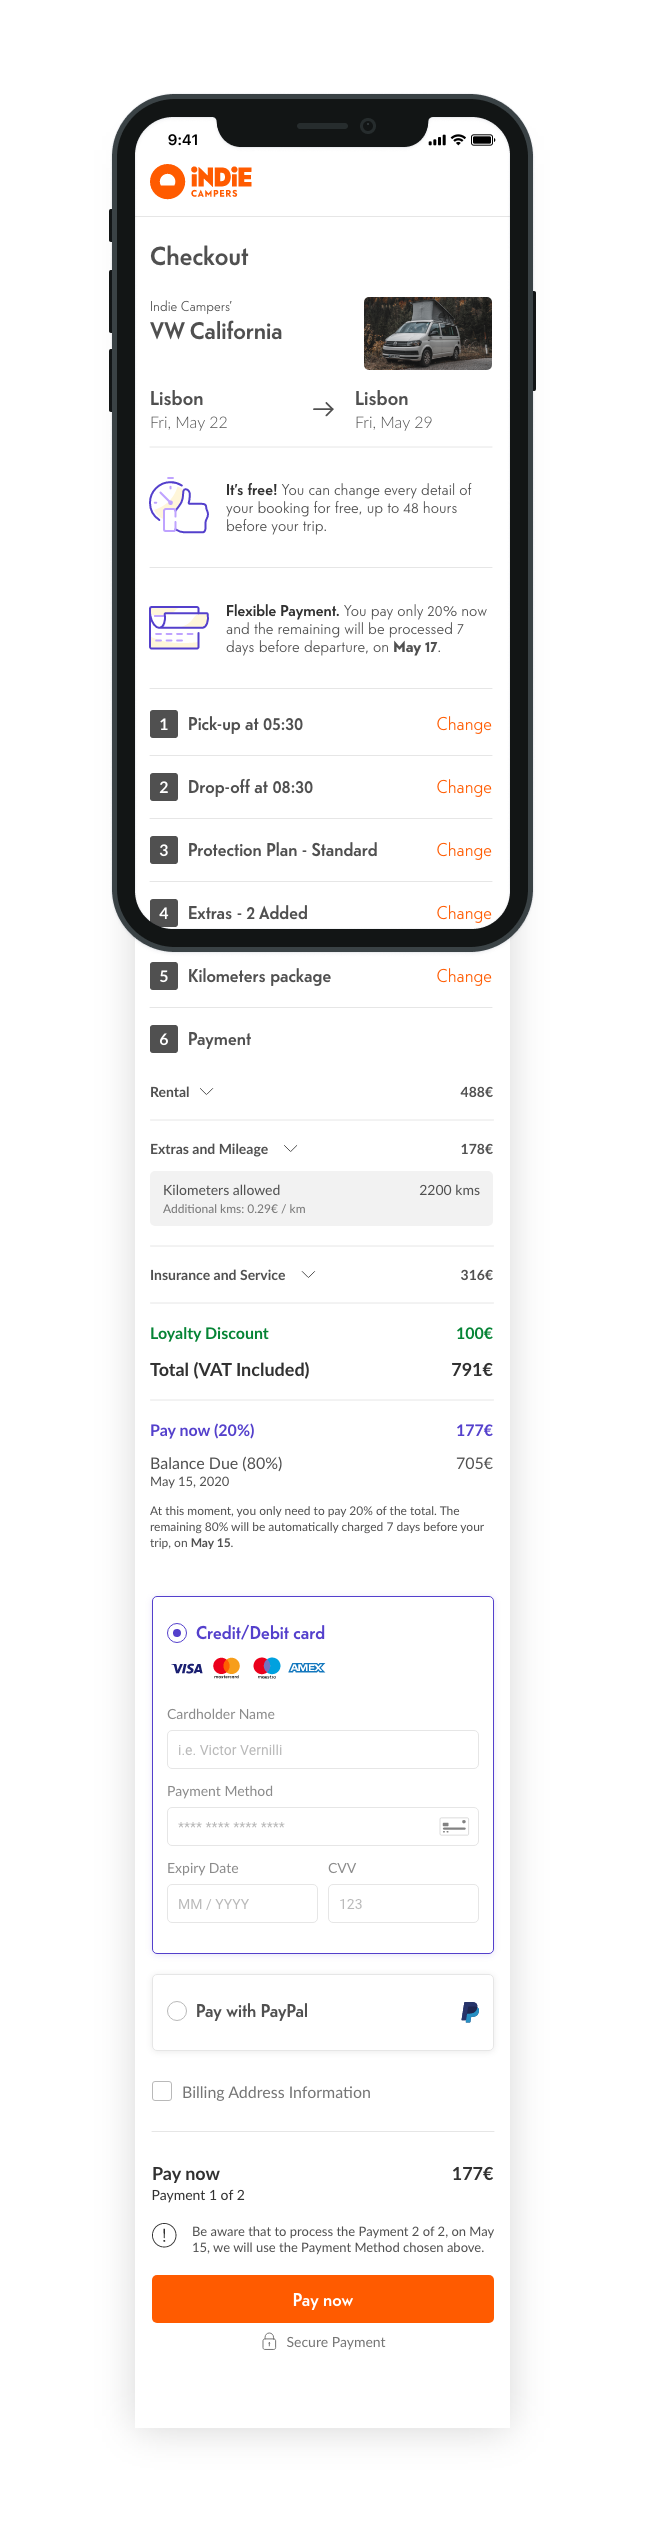 9:41
iNDiE
CAMPERS
Checkout
Indie Campers'
VW California
Lisbon
Fri, May 22
Lisbon
Fri, May 29
It's free! You can change every detail of
your booking for free, up to 48 hours
before your trip.
Flexible Payment. You pay only 20% now
and the remaining will be processed 7
days before departure, on May 17.
1 Pick-up at 05:30 Change
2 Drop-off at 08:30 Change
3 Protection Plan - Standard Change
4 Extras - 2 Added Change
5 Kilometers package Change
6 Payment
Rental 488€
Extras and Mileage 178€
Kilometers allowed 2200 kms
Additional kms: 0.29€ / km
Insurance and Service 316€
Loyalty Discount 100€
Total (VAT Included) 791€
Pay now (20%) 177€
Balance Due (80%) 705€
May 15, 2020
At this moment, you only need to pay 20% of the total. The
remaining 80% will be automatically charged 7 days before your
trip, on May 15.
Credit/Debit card
VISA mastercard maestro AMEX
Cardholder Name
i.e. Victor Vernilli
Payment Method
**** **** **** ****
Expiry Date CVV
MM / YYYY 123
Pay with PayPal
Billing Address Information
Pay now 177€
Payment 1 of 2
Be aware that to process the Payment 2 of 2, on May
15, we will use the Payment Method chosen above.
Pay now
Secure Payment